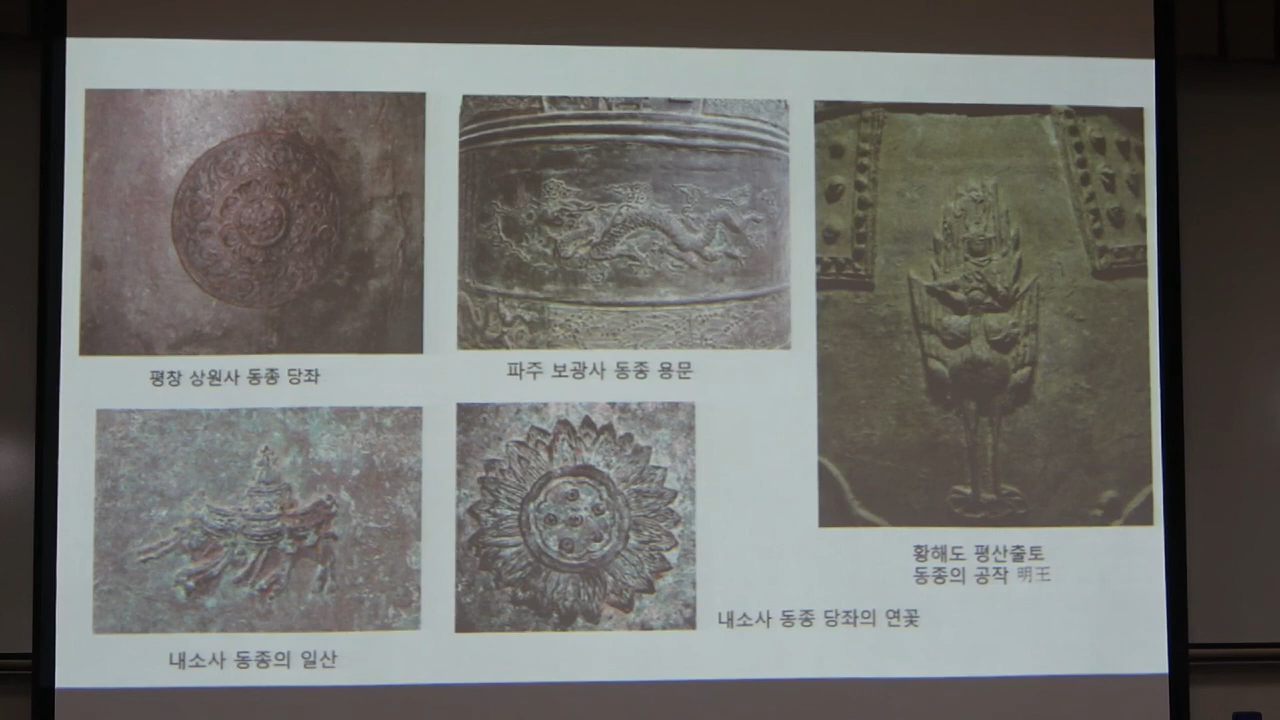 평창 상원사 동종 당좌
파주 보광사 동종 용문
황해도 평산출토
동종의 공작 明王
내소사 동종의 일산
내소사 동종 당좌의 연꽃